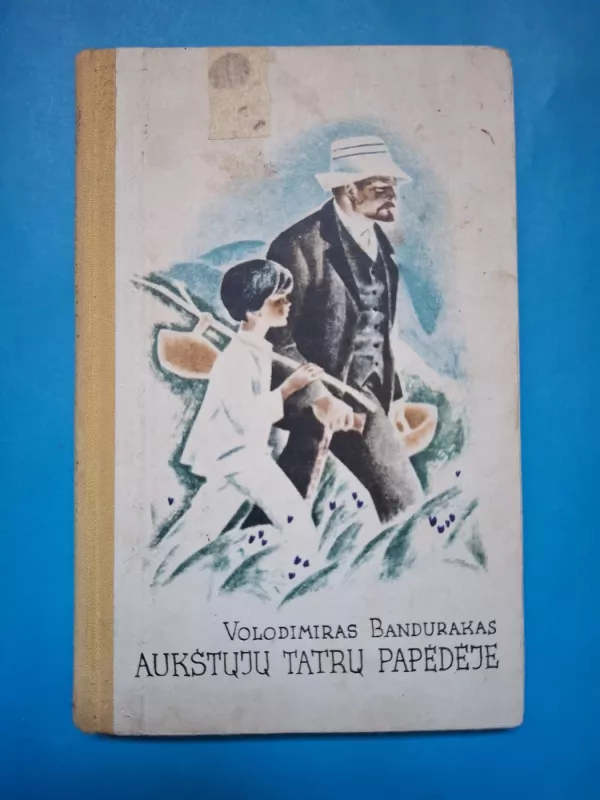 VOLODIMIRAS BANDURAKAS
AUKŠTŲJŲ TATRŲ PAPĖDĖJE